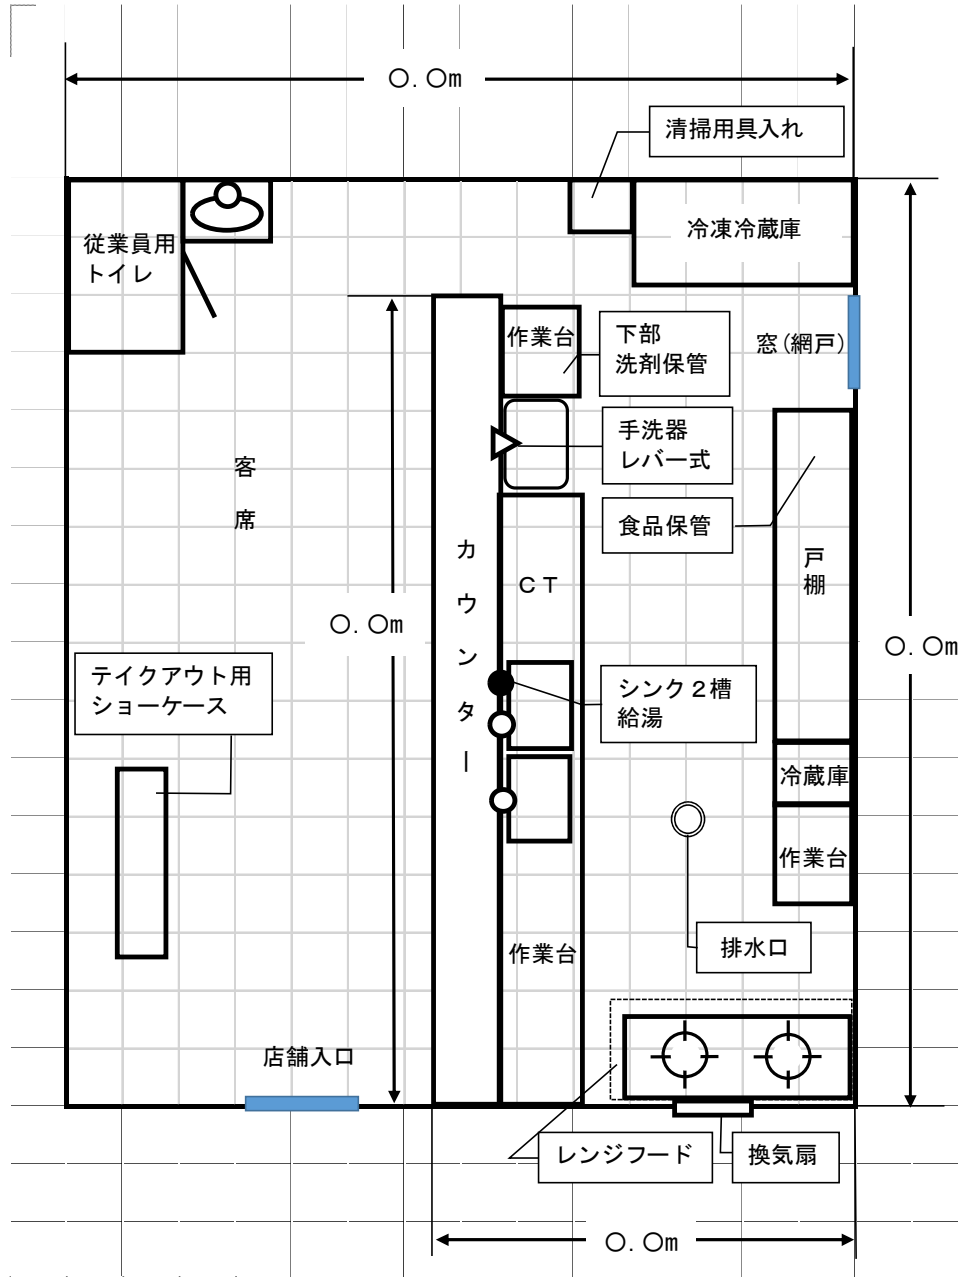 〇．〇m
清掃用具入れ
従業員用
トイレ
冷凍冷蔵庫
作業台
下部
洗剤保管
窓（網戸）
手洗器
レバー式
客
席
食品保管
カウンター
ＣＴ
戸
棚
〇．〇m
〇．〇m
テイクアウト用
ショーケース
シンク２槽
給湯
冷蔵庫
作業台
排水口
作業台
店舗入口
レンジフード
換気扇
〇．〇m